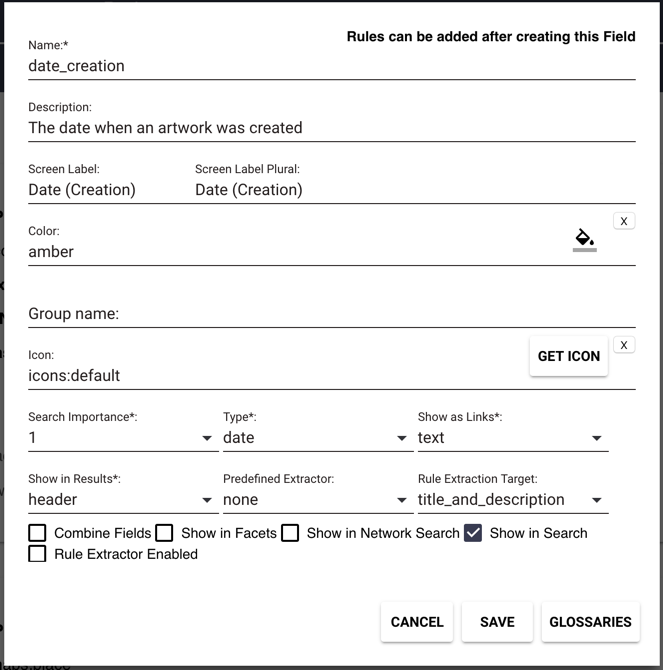 Rules can be added after creating this Field
Name:*
date_creation
Description:
The date when an artwork was created
Screen Label: Screen Label Plural:
Date (Creation) Date (Creation)
X
Color:
amber
Group name:
X
Icon: GET ICON
icons:default
Search Importance*: Type*: Show as Links*:
1 date text
Show in Results*: Predefined Extractor: Rule Extraction Target:
header none title_and_description
Combine Fields Show in Facets Show in Network Search Show in Search
Rule Extractor Enabled
CANCEL SAVE GLOSSARIES